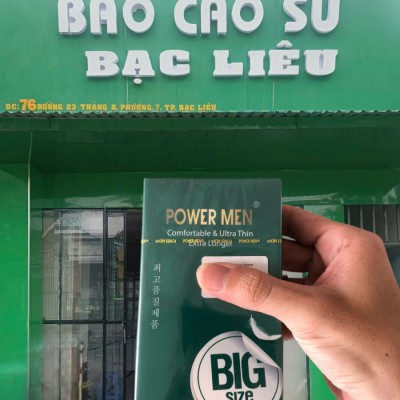 BAO CAO SU
BẠC LIÊU
ĐC: 76 ĐƯỜNG 23 THÁNG 8, PHƯỜNG 7, TP. BẠC LIÊU
POWER MEN®
Comfortable & Ultra Thin
Extra Longer
최고품질제품
BIG
size